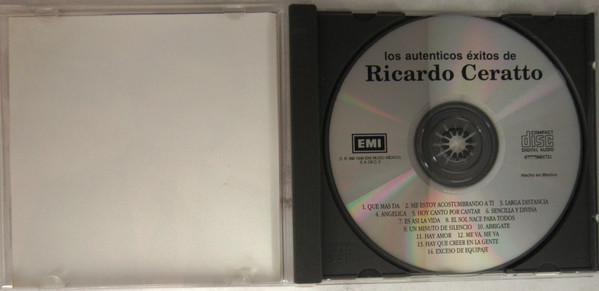 los autenticos éxitos de
Ricardo Ceratto
EMI
COMPACT
disc
DIGITAL AUDIO
Hecho en Mexico
1. QUE MAS DA 2. ME ESTOY ACOSTUMBRANDO A TI 3. LARGA DISTANCIA
4. ANGELICA 5. HOY CANTO POR CANTAR 6. SENCILLA Y DIVINA
7. ES ASI LA VIDA 8. EL SOL NACE PARA TODOS
9. UN MINUTO DE SILENCIO 10. ABRIGATE
11. HAY AMOR 12. ME VA, ME VA
13. HAY QUE CREER EN LA GENTE
14. EXCESO DE EQUIPAJE